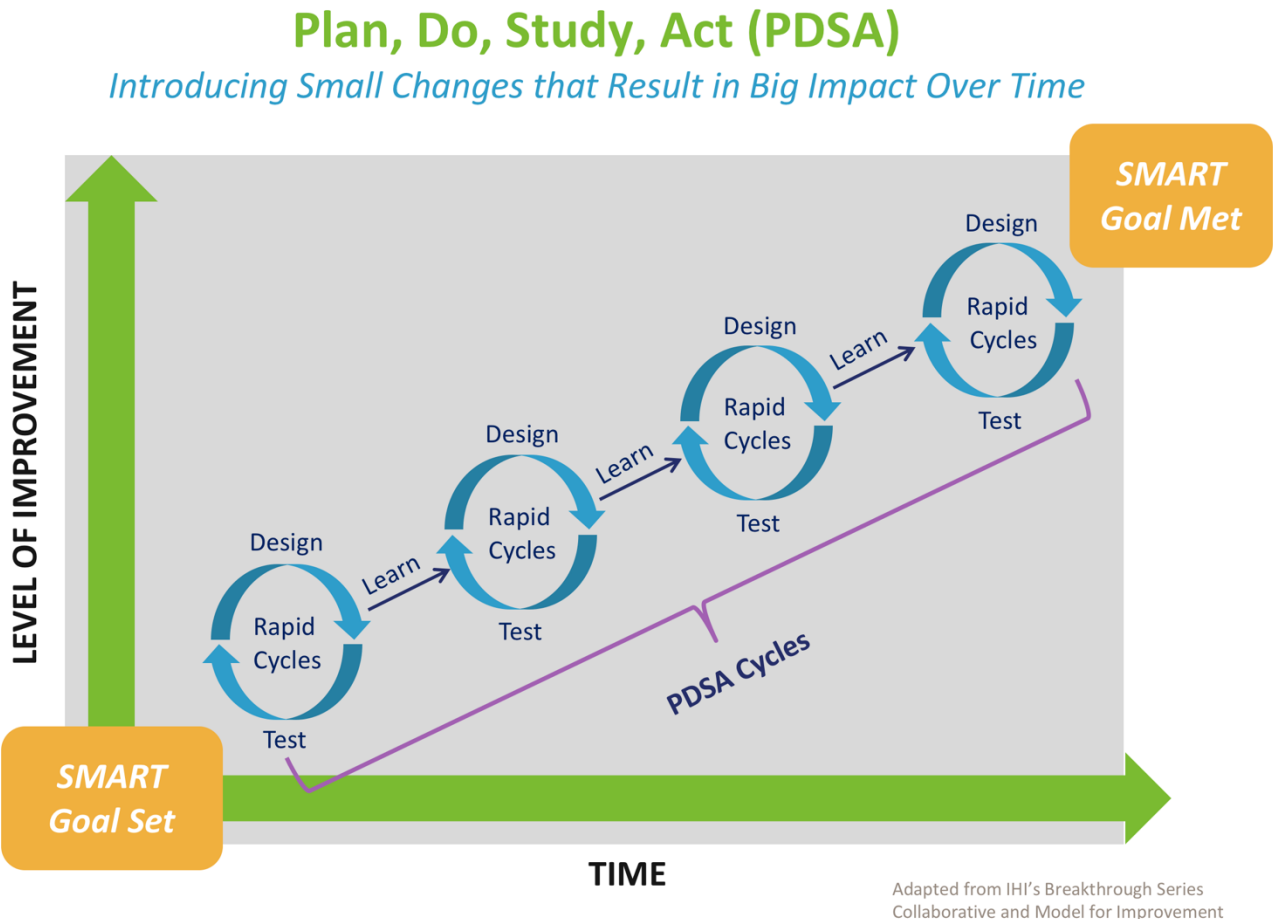 Plan, Do, Study, Act (PDSA)
Introducing Small Changes that Result in Big Impact Over Time
SMART
Goal Met
LEVEL OF IMPROVEMENT
Design
Rapid
Cycles
Test
Learn
Design
Rapid
Cycles
Test
Learn
Design
Rapid
Cycles
Test
Learn
Design
Rapid
Cycles
Test
PDSA Cycles
SMART
Goal Set
TIME
Adapted from IHI's Breakthrough Series
Collaborative and Model for Improvement